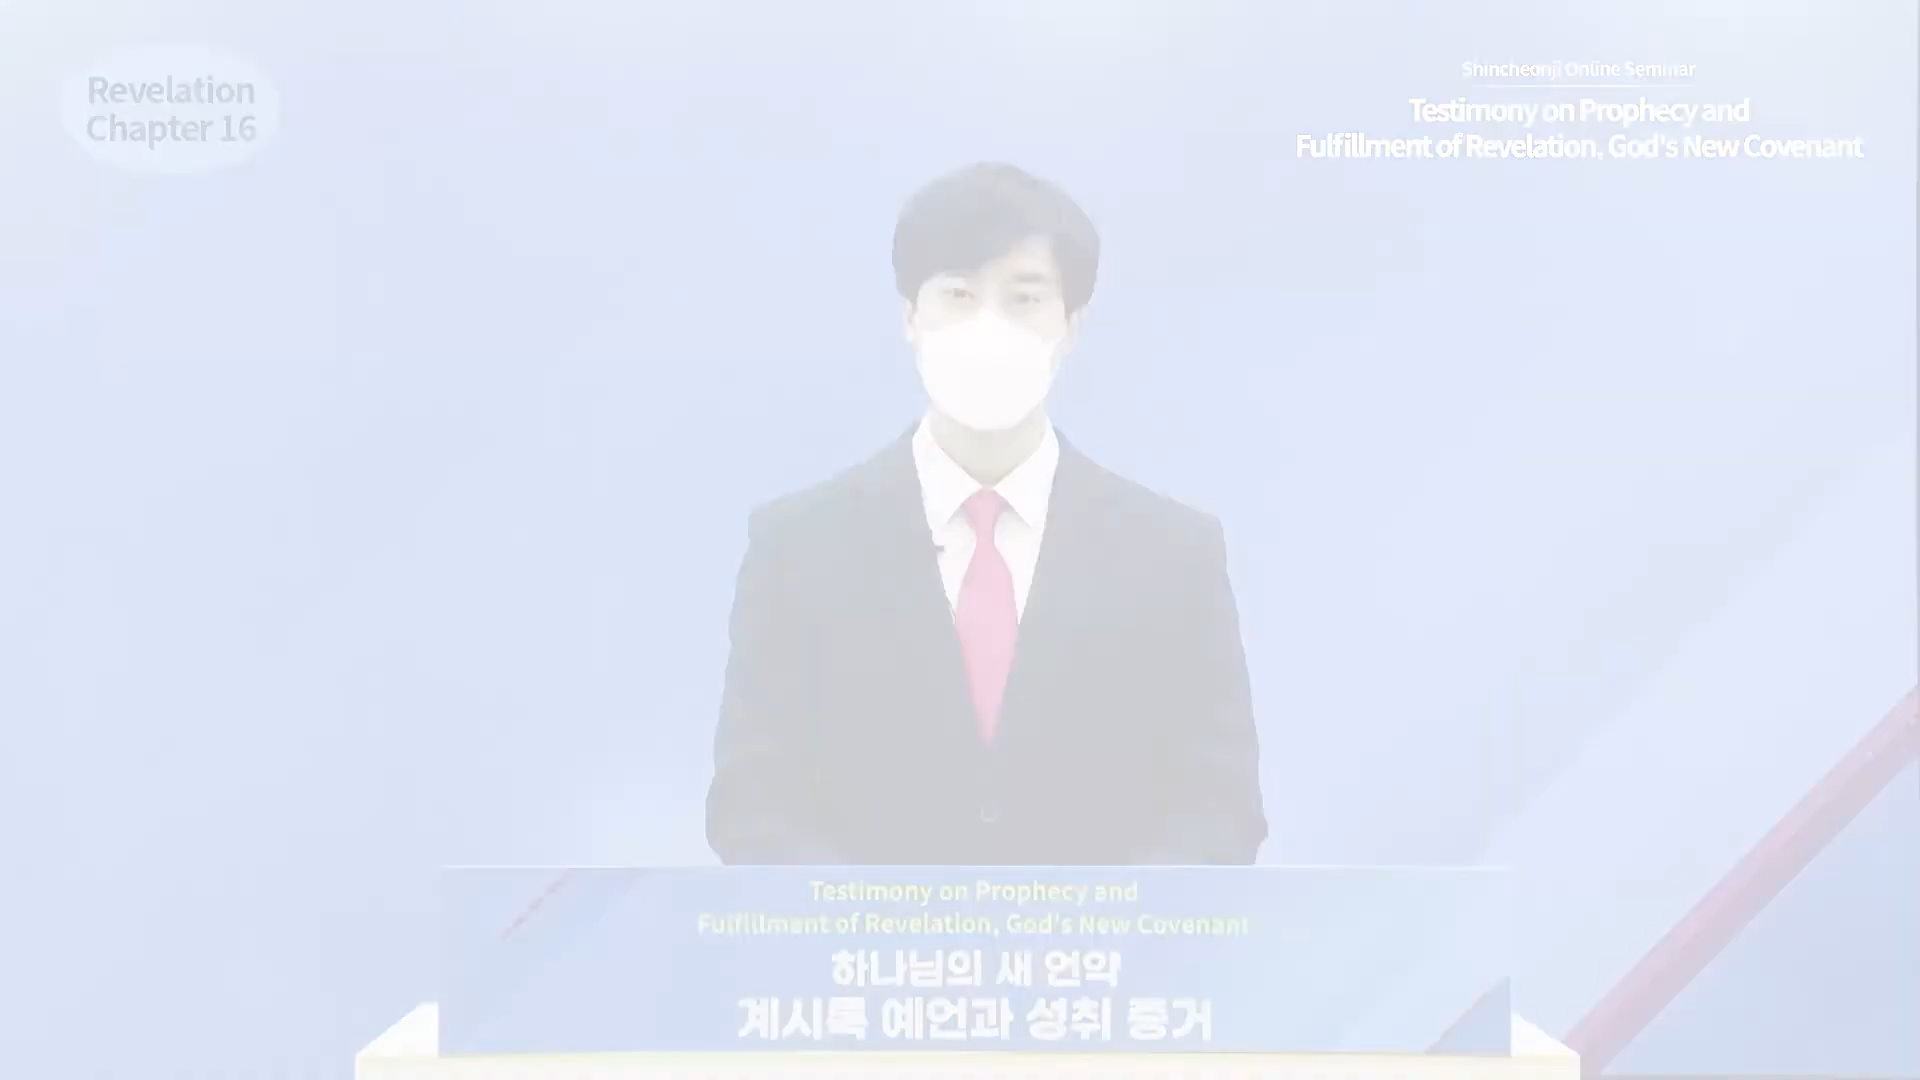 Revelation
Chapter 16
Shincheonji Online Seminar
Testimony on Prophecy and
Fulfillment of Revelation, God's New Covenant
Testimony on Prophecy and
Fulfillment of Revelation, God's New Covenant
하나님의 새 언약
계시록 예언과 성취 증거